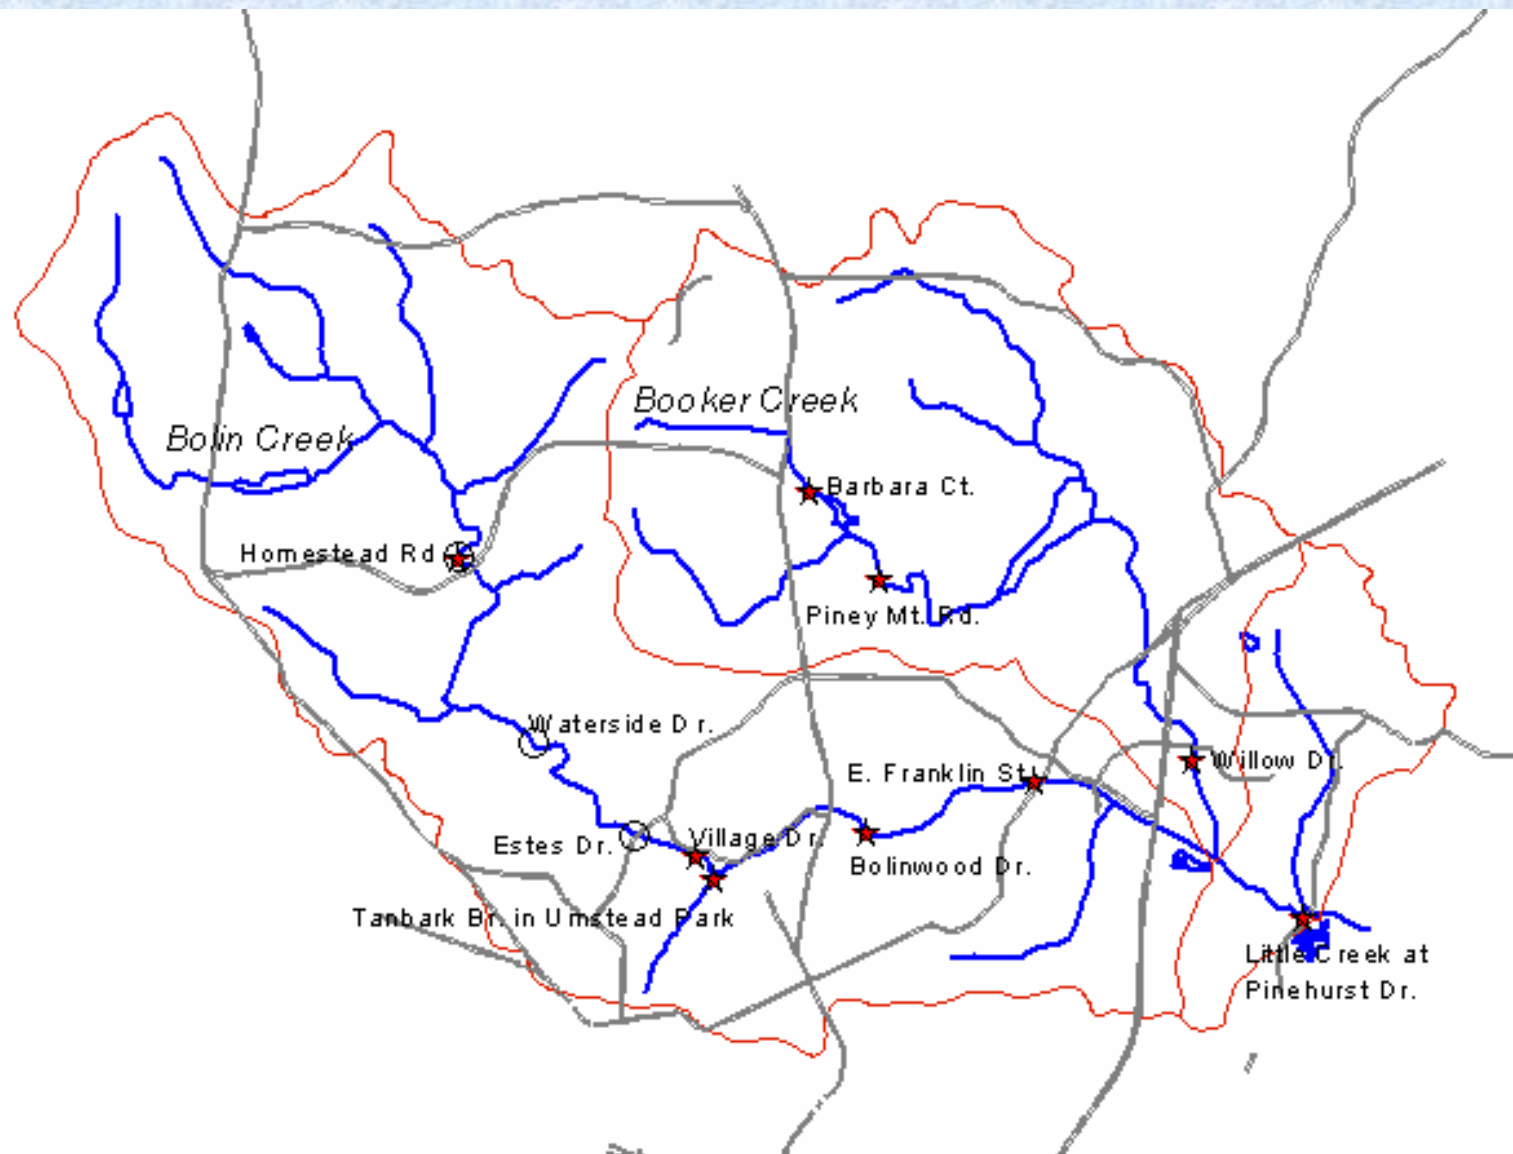 Booker Creek
Bolin Creek
Barbara Ct.
Homestead Rd.
Piney Mt. Rd.
Waterside Dr.
Willow Dr.
E. Franklin St.
Estes Dr.
Village Dr.
Bolinwood Dr.
Tanbark Br. in Umstead Park
Little Creek at
Pinehurst Dr.